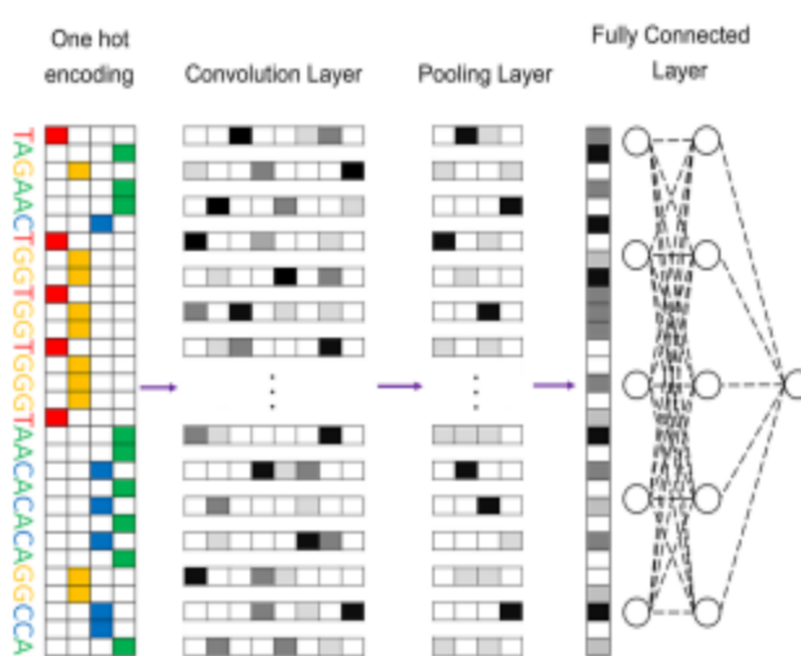 One hot
encoding
Convolution Layer
Pooling Layer
Fully Connected
Layer
TAGAACTGGTGGTGGGTAACACACAGGCCA